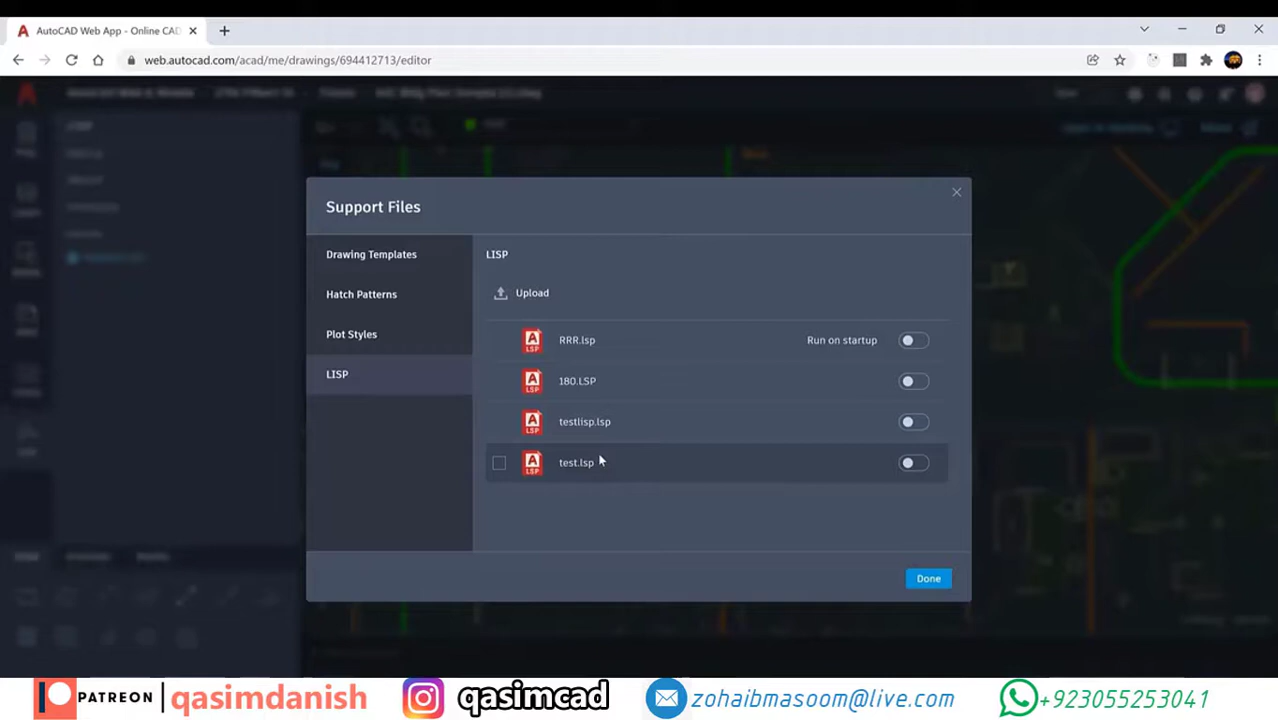 AutoCAD Web App - Online CAD
web.autocad.com/acad/me/drawings/694412713/editor
Support Files
Drawing Templates
Hatch Patterns
Plot Styles
LISP
LISP
Upload
RRR.lsp Run on startup
180.LSP
testlisp.lsp
test.lsp
Done
PATREON qasimdanish qasimcad zohaibmasoom@live.com +923055253041